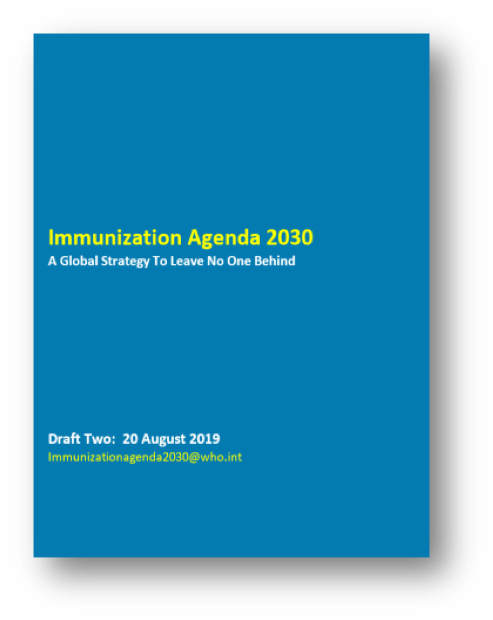 Immunization Agenda 2030
A Global Strategy To Leave No One Behind
Draft Two:  20 August 2019
Immunizationagenda2030@who.int